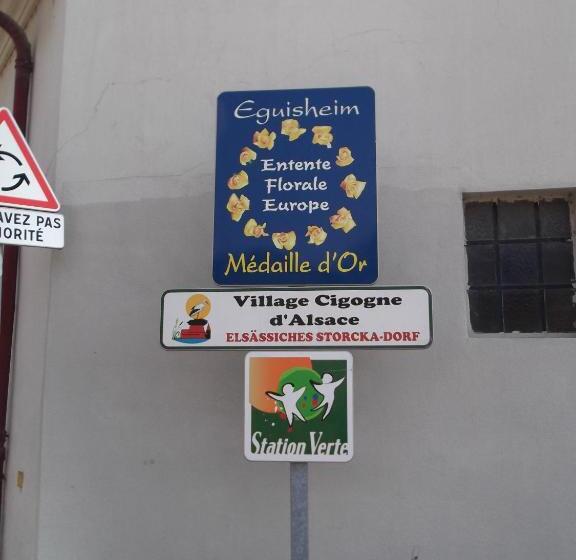 Eguisheim
Entente
Florale
Europe
Médaille d'Or
Village Cigogne
d'Alsace
ELSÄSSICHES STORCKA-DORF
Station Verte
AVEZ PAS
IORITÉ